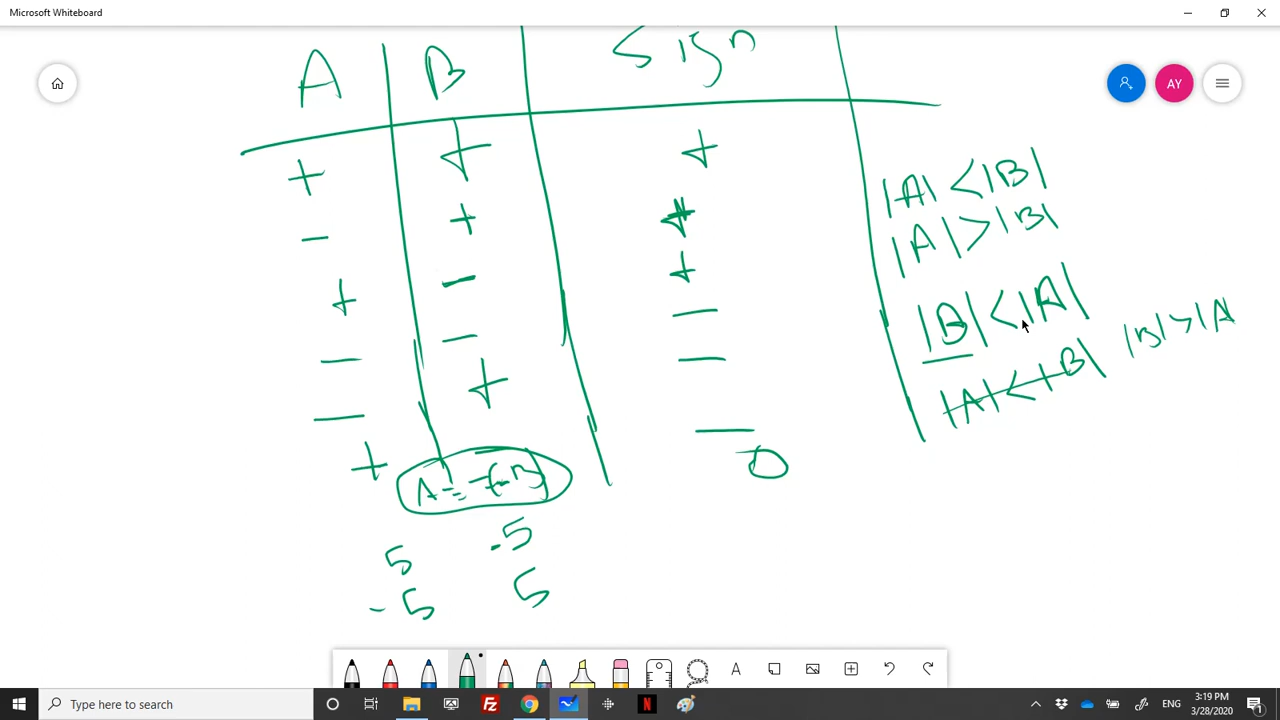 Microsoft Whiteboard
A B Sign
AY
+ + +
- +
+ - +
- - -
- + -
+ -
|A| < |B|
|A| > |B|
|B| < |A|
|A| < |B| |B| > |A
0
5 -5
-5 5
A
Type here to search
ENG
3:19 PM
3/28/2020